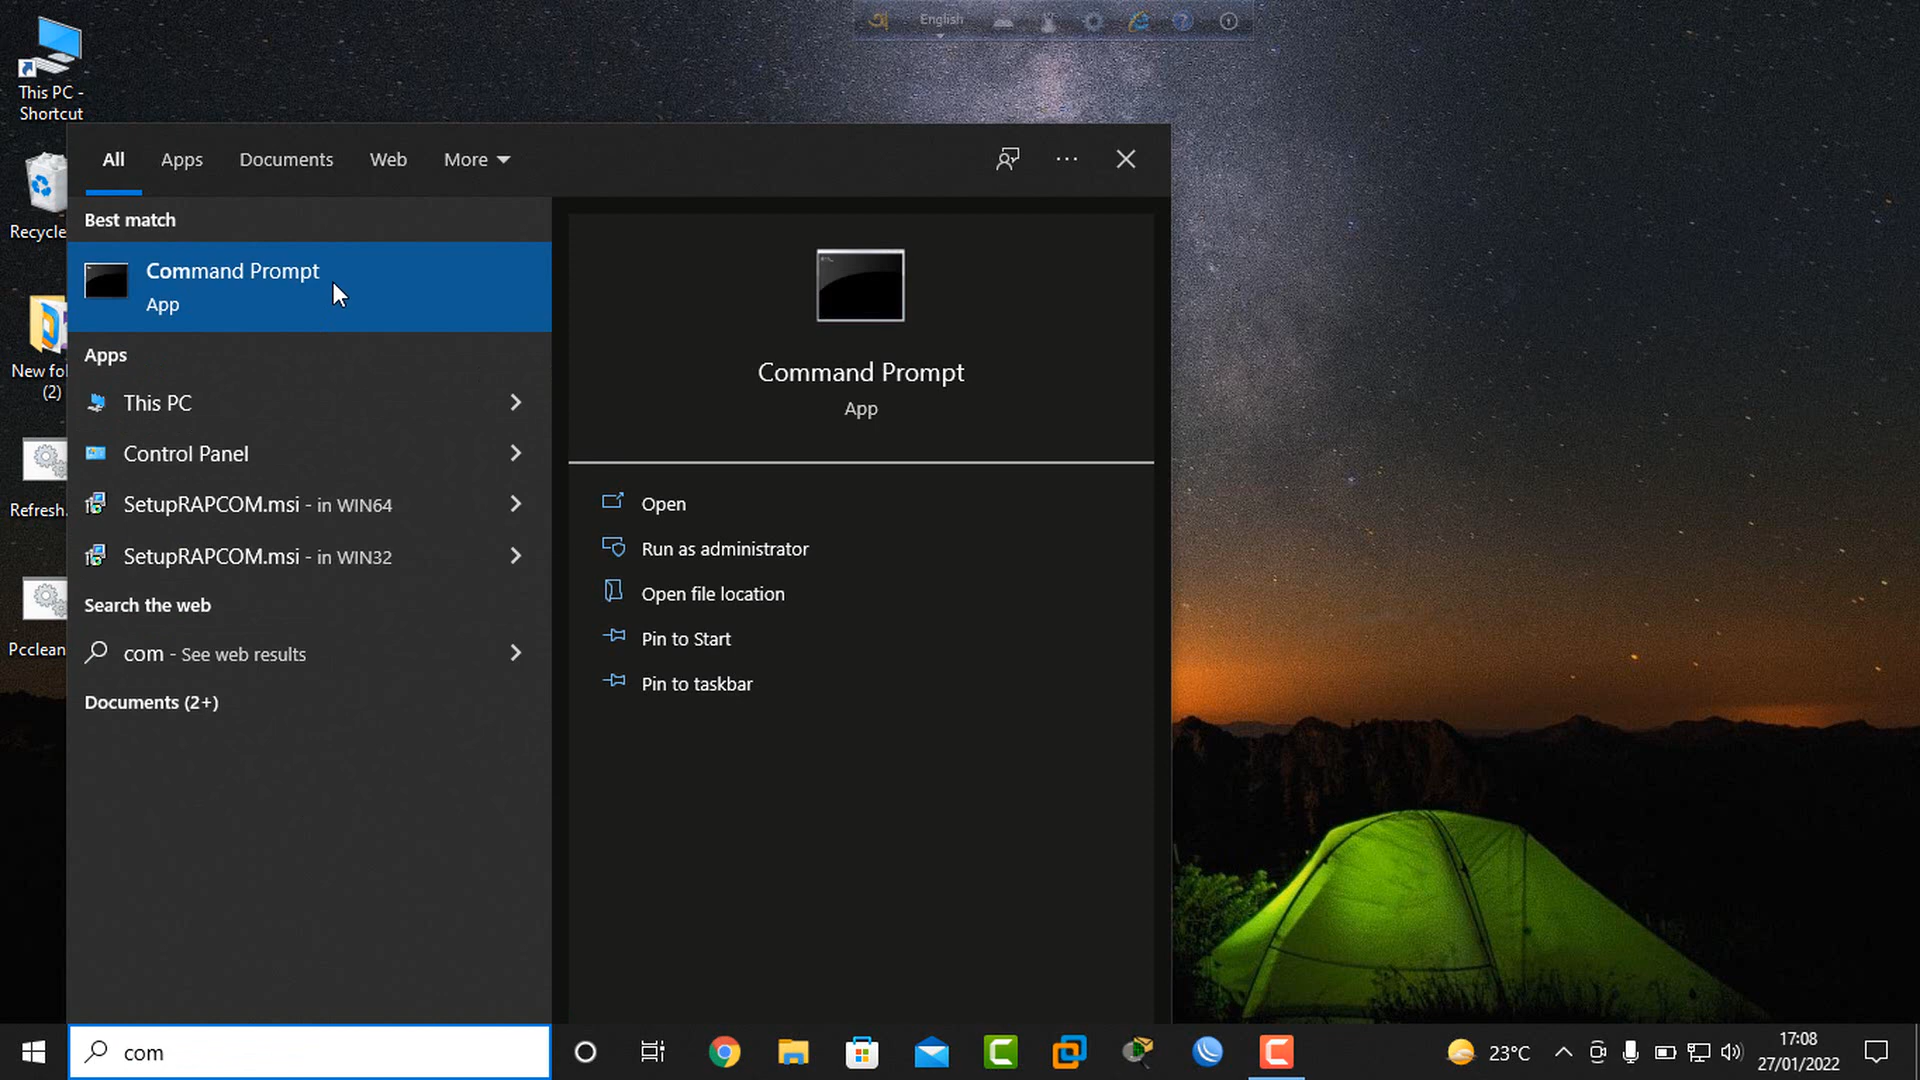 English
This PC -
Shortcut
Recycle
New fol
(2)
Refresh.
Pcclean
All
Apps
Documents
Web
More
Best match
Command Prompt
App
Apps
This PC
Control Panel
SetupRAPCOM.msi - in WIN64
SetupRAPCOM.msi - in WIN32
Search the web
com - See web results
Documents (2+)
Command Prompt
App
Open
Run as administrator
Open file location
Pin to Start
Pin to taskbar
com
23°C
17:08
27/01/2022